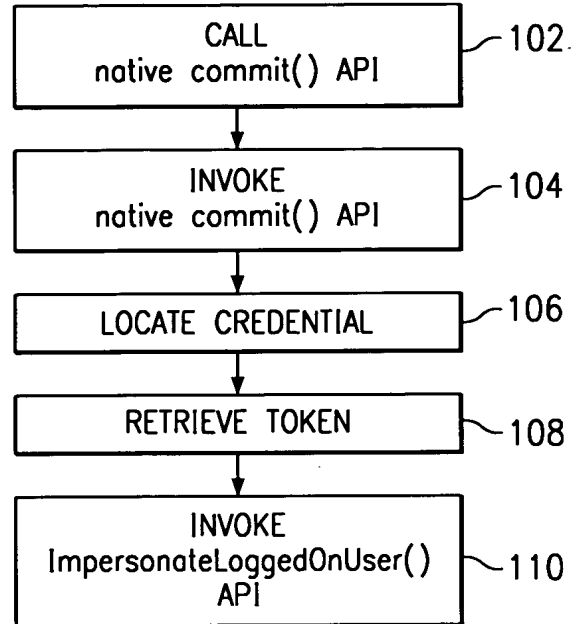 CALL
native commit() API
102
INVOKE
native commit() API
104
LOCATE CREDENTIAL
106
RETRIEVE TOKEN
108
INVOKE
ImpersonateLoggedOnUser()
API
110